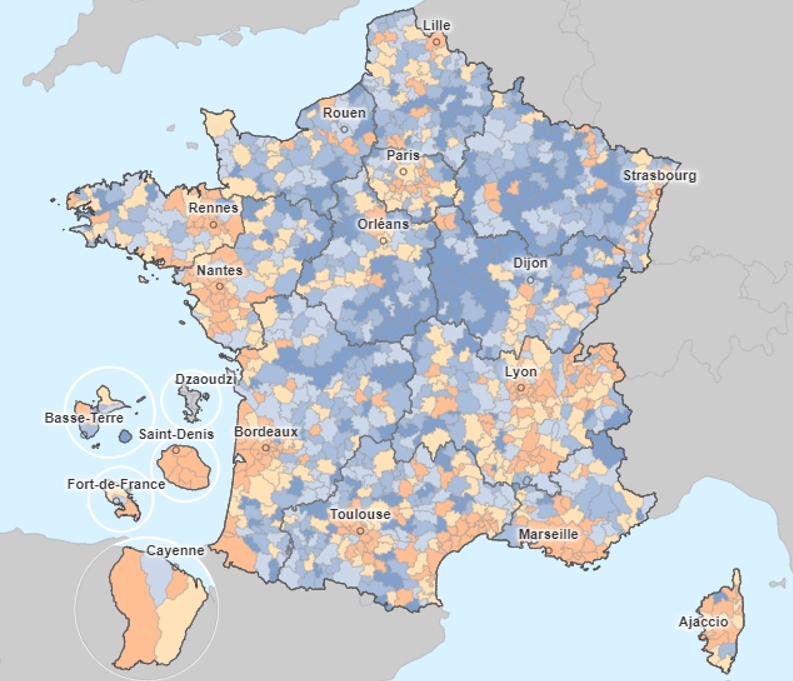 Lille
Rouen
Paris
Strasbourg
Rennes
Orléans
Nantes
Dijon
Lyon
Dzaoudzi
Basse-Terre
Saint-Denis
Bordeaux
Fort-de-France
Toulouse
Marseille
Cayenne
Ajaccio